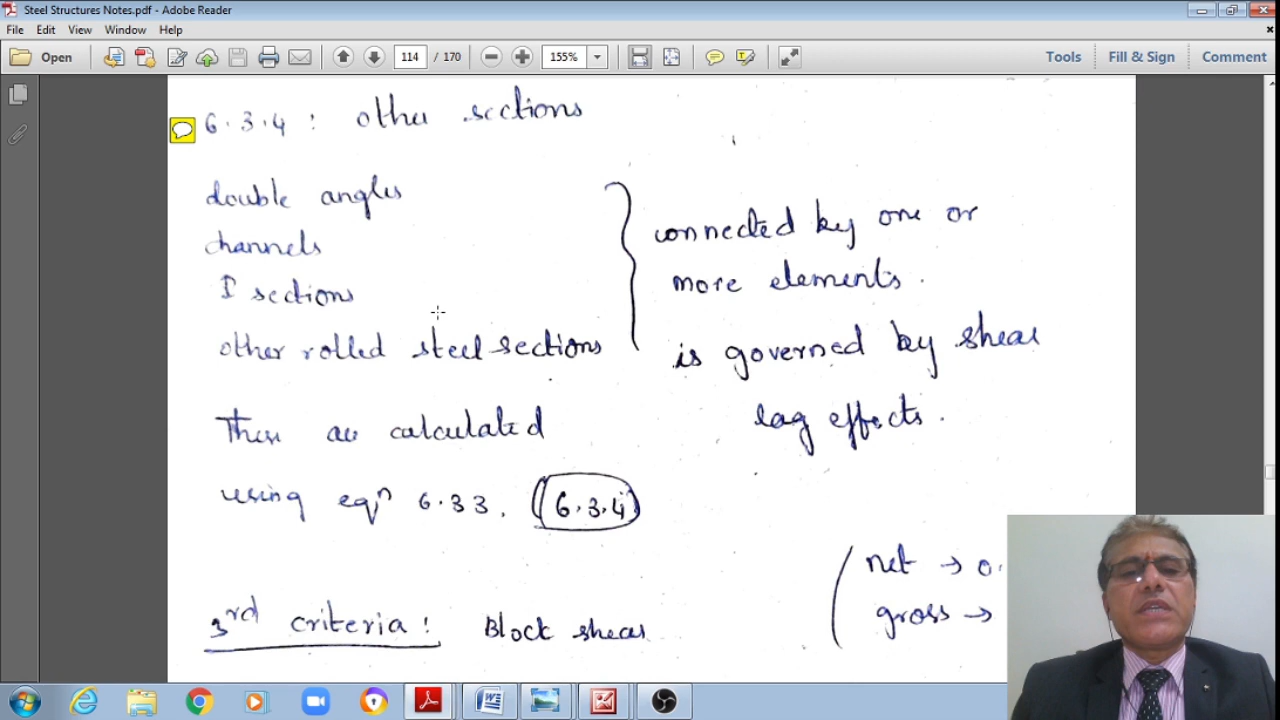 Steel Structures Notes.pdf - Adobe Reader
File Edit View Window Help
Open 114 / 170 155% Tools Fill & Sign Comment
6.3.4 : other sections
double angles
channels
I sections
other rolled steel sections
connected by one or
more elements.
is governed by shear
lag effects.
These are calculated
using eqn 6.33. (6.3.4)
net → 0.
gross →
3rd criteria : Block shear